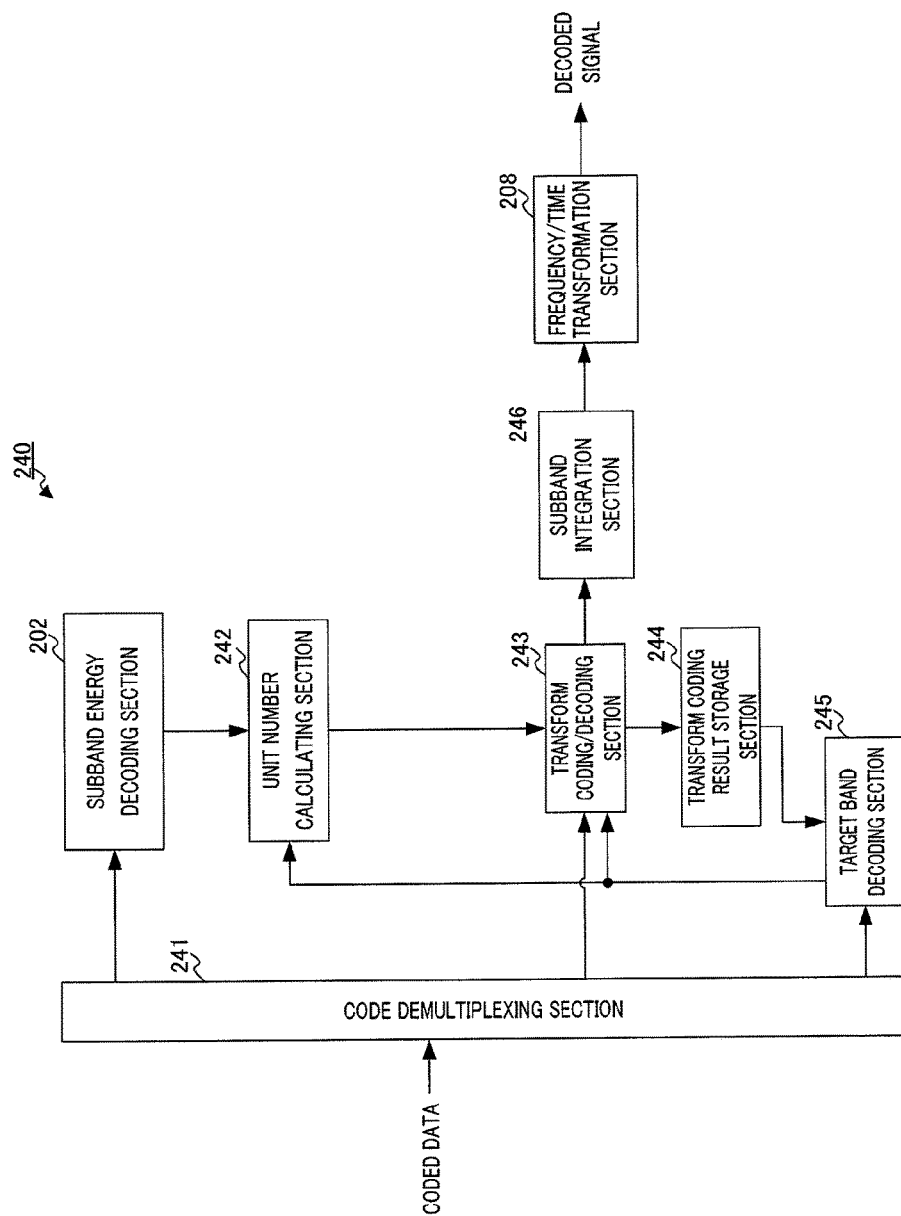 240
CODED DATA
241
CODE DEMULTIPLEXING SECTION
202
SUBBAND ENERGY
DECODING SECTION
242
UNIT NUMBER
CALCULATING SECTION
243
TRANSFORM
CODING/DECODING
SECTION
244
TRANSFORM CODING
RESULT STORAGE
SECTION
245
TARGET BAND
DECODING SECTION
246
SUBBAND
INTEGRATION
SECTION
208
FREQUENCY/TIME
TRANSFORMATION
SECTION
DECODED
SIGNAL